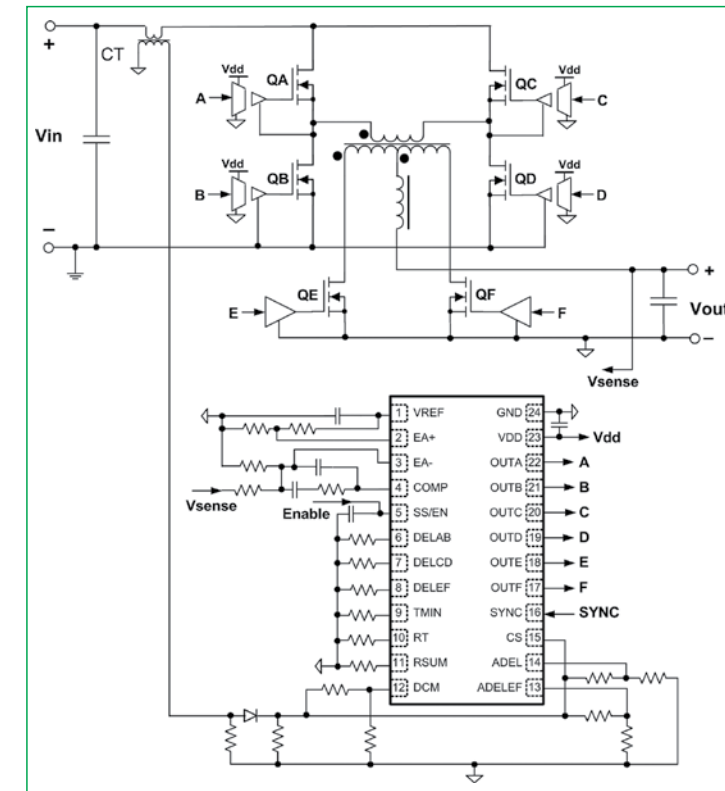 +
CT
Vdd
QA
A
QC
Vdd
C
Vin
Vdd
QB
B
QD
Vdd
D
−
QE
E
QF
F
+
Vout
−
Vsense
1 VREF
2 EA+
3 EA-
4 COMP
5 SS/EN
6 DELAB
7 DELCD
8 DELEF
9 TMIN
10 RT
11 RSUM
12 DCM
GND 24
VDD 23
OUTA 22
OUTB 21
OUTC 20
OUTD 19
OUTE 18
OUTF 17
SYNC 16
CS 15
ADEL 14
ADELEF 13
Vdd
A
B
C
D
E
F
SYNC
Vsense
Enable